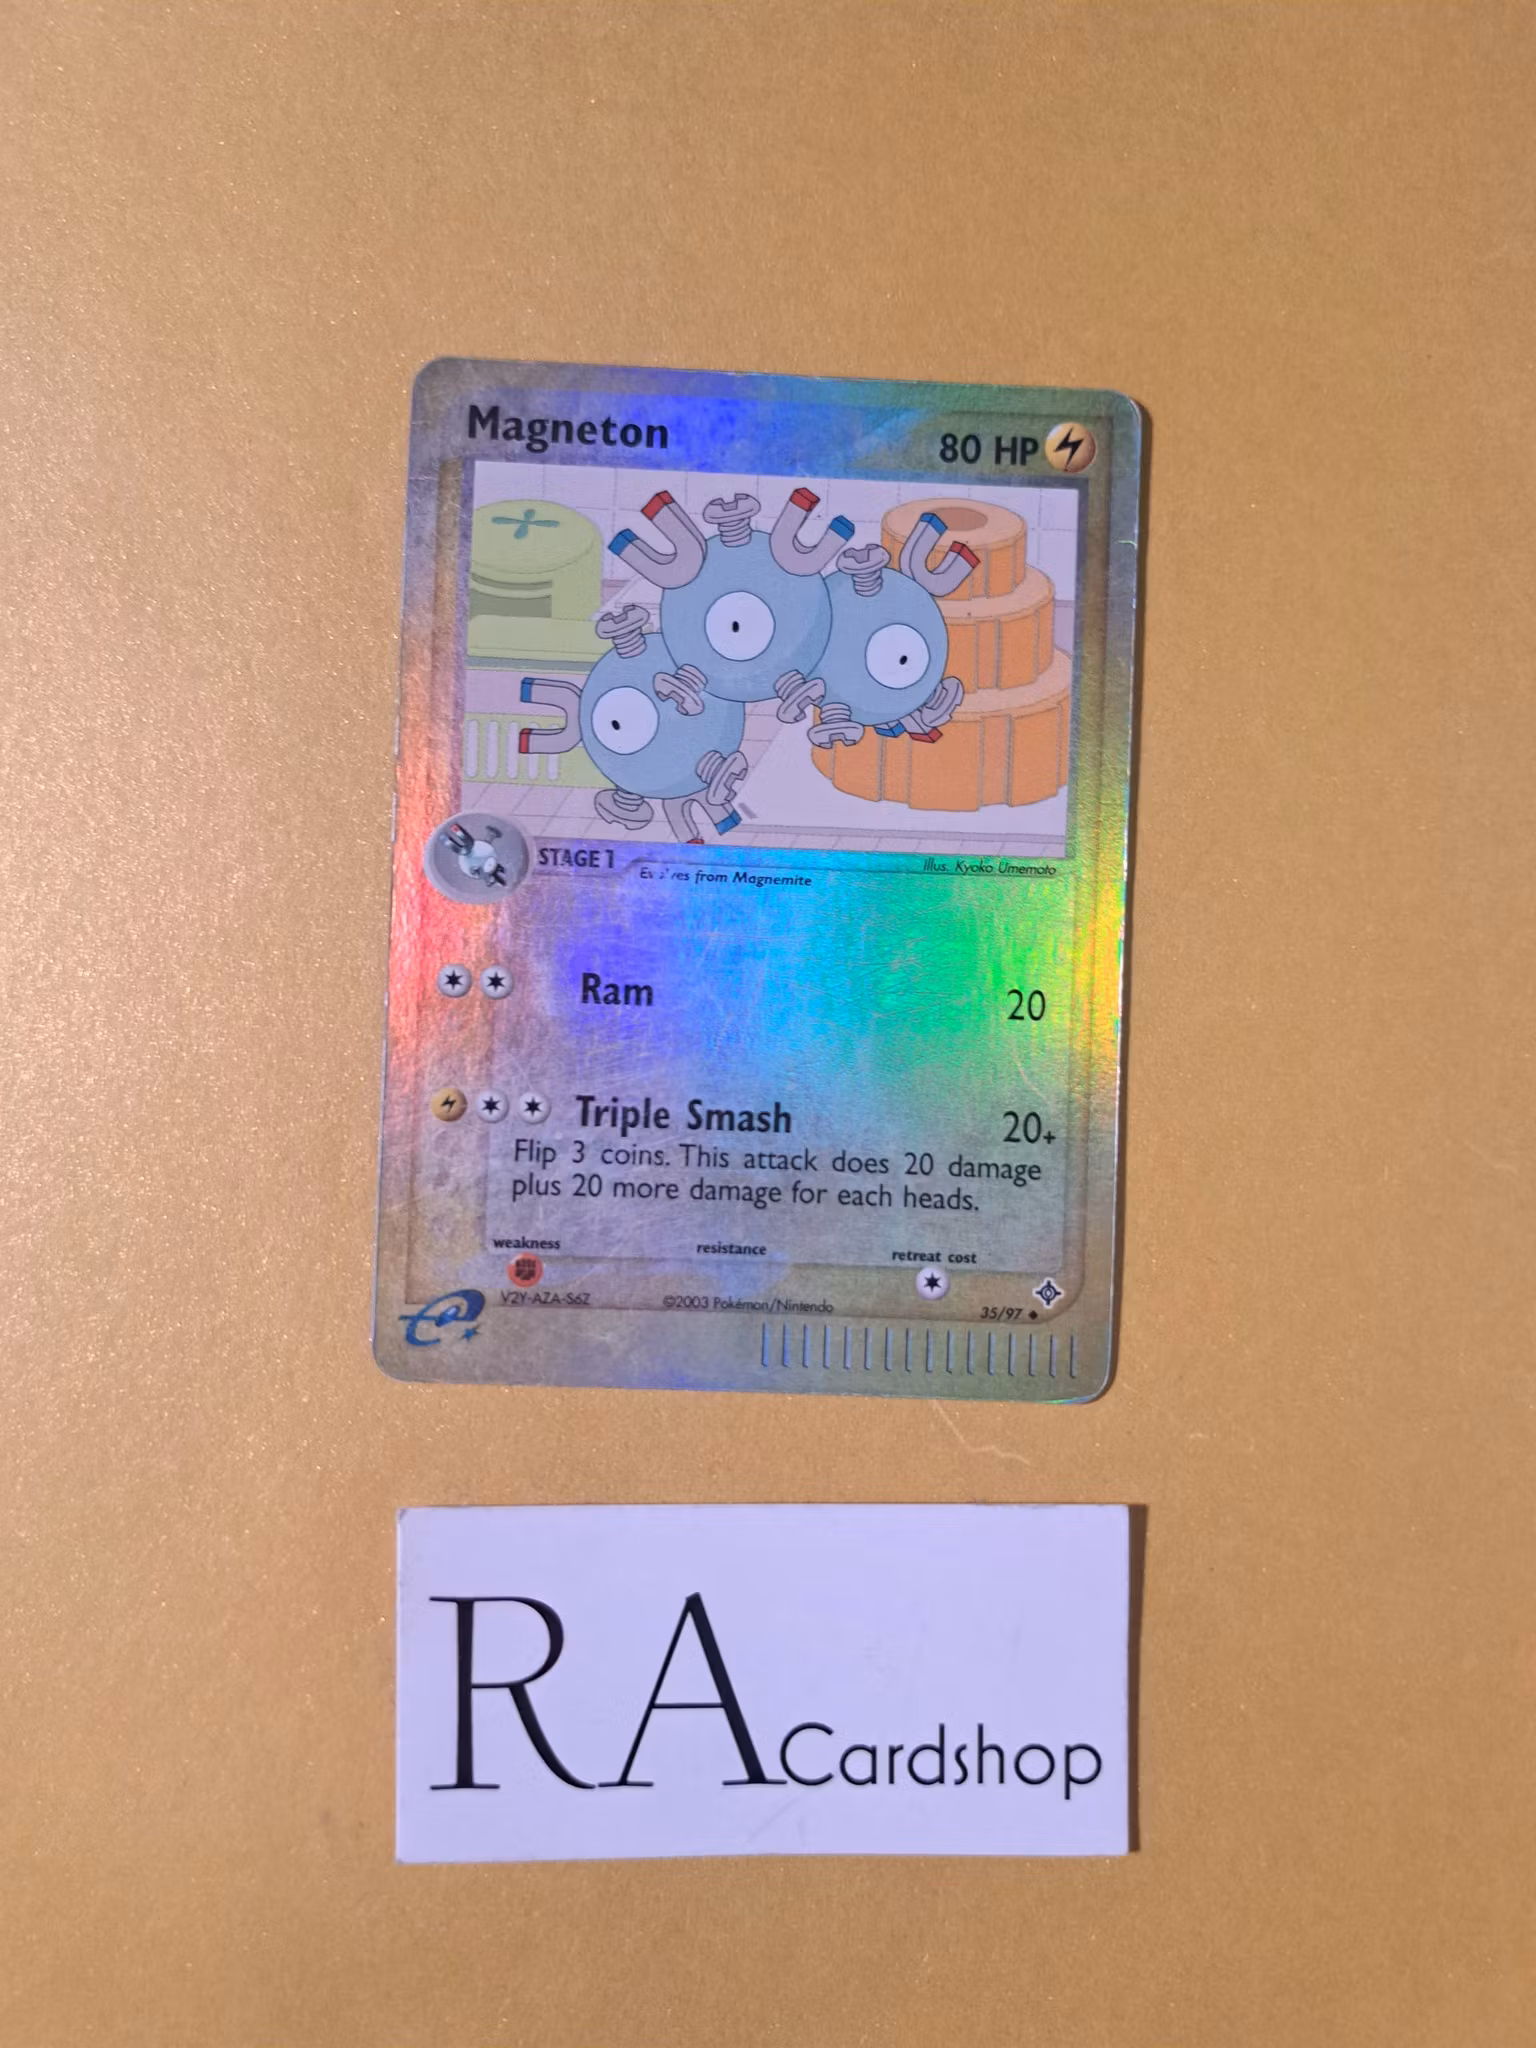 Magneton 80 HP
STAGE 1
Evolves from Magnemite
Illus. Kyoko Umemoto
Ram 20
Triple Smash 20+
Flip 3 coins. This attack does 20 damage
plus 20 more damage for each heads.
weakness resistance retreat cost
V2Y-AZA-S6Z ©2003 Pokémon/Nintendo 35/97
e
RA Cardshop